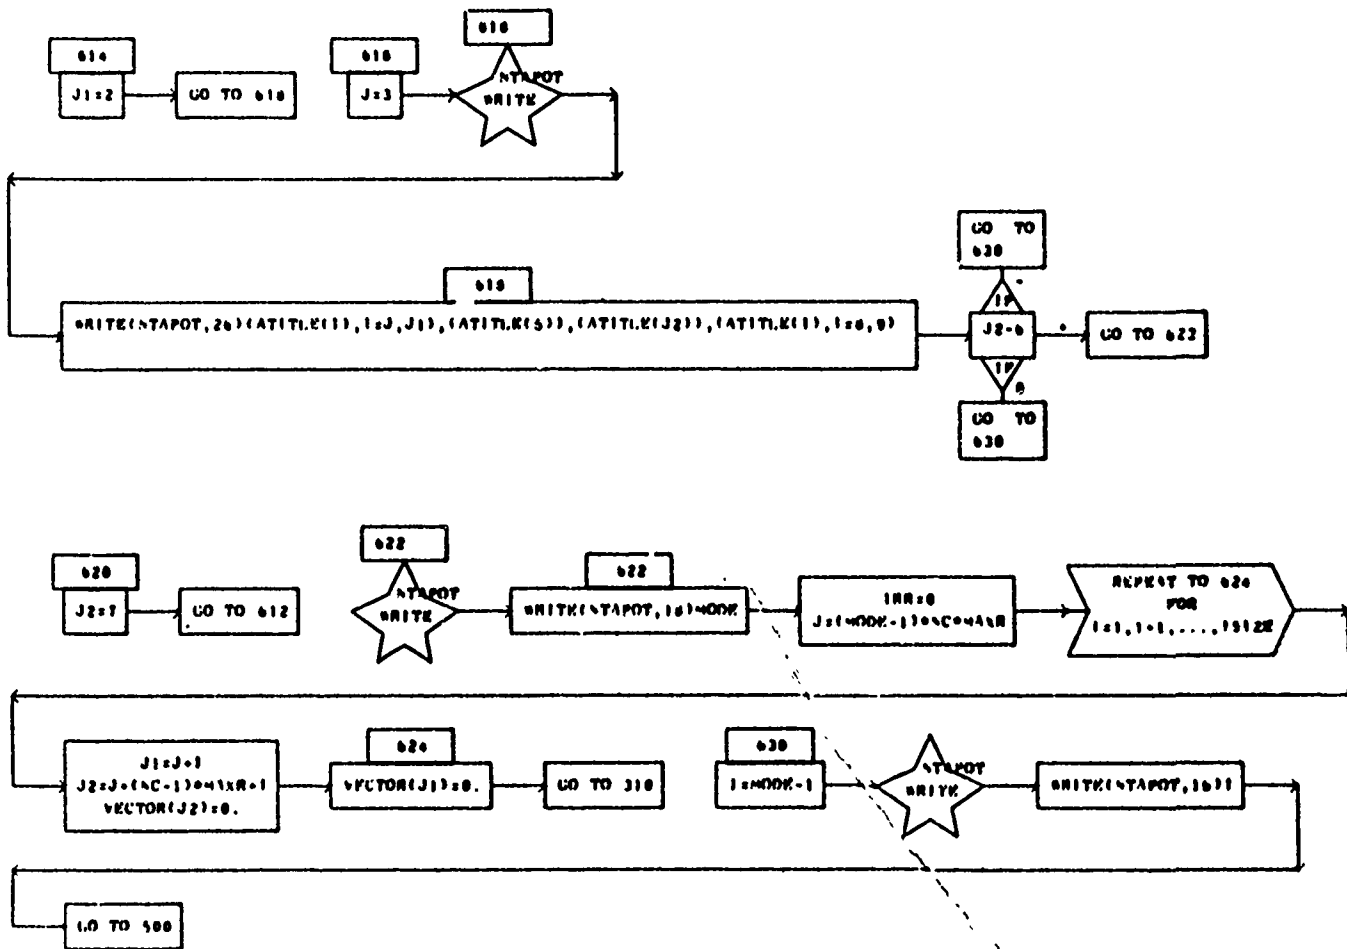 614
J1=2
GO TO 618
616
J=3
618
NTAPOT
WRITE
618
WRITE(NTAPOT,26)(ATITLE(I),I=J,J1),(ATITLE(5)),(ATITLE(J2)),(ATITLE(I),I=8,9)
GO TO
630
-
IF
J2-6
+
GO TO 622
IF
0
GO TO
630
620
J2=7
GO TO 612
622
NTAPOT
WRITE
622
WRITE(NTAPOT,18)MODE
IRR=0
J=(MODE-1)*NC*MAXR
REPEAT TO 624
FOR
I=1,1+1,...,ISIZE
J1=J+I
J2=J+(NC-1)*MAXR+I
VECTOR(J2)=0.
624
VECTOR(J1)=0.
GO TO 310
630
I=MODE-1
NTAPOT
WRITE
WRITE(NTAPOT,16)I
GO TO 500